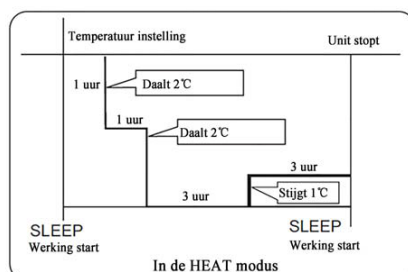 Temperatuur instelling
Unit stopt
1 uur
Daalt 2℃
1 uur
Daalt 2℃
3 uur
3 uur
Stijgt 1℃
SLEEP
Werking start
SLEEP
Werking start
In de HEAT modus